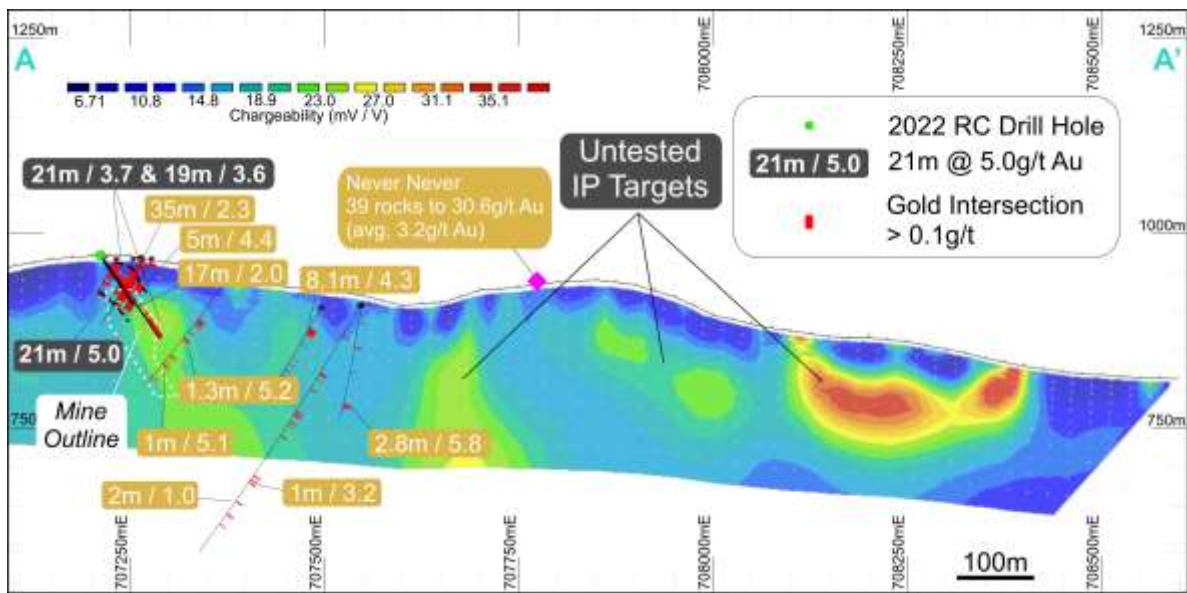 1250m
1250m
A
A'
708000mE
708250mE
708500mE
6.71 10.8 14.8 18.9 23.0 27.0 31.1 35.1
Chargeability (mV / V)
2022 RC Drill Hole
21m / 5.0
21m @ 5.0g/t Au
Gold Intersection
> 0.1g/t
Untested
IP Targets
21m / 3.7 & 19m / 3.6
35m / 2.3
5m / 4.4
17m / 2.0
Never Never
39 rocks to 30.6g/t Au
(avg. 3.2g/t Au)
8.1m / 4.3
1000m
21m / 5.0
1.3m / 5.2
Mine
Outline
750
750m
1m / 5.1
2.8m / 5.8
2m / 1.0
1m / 3.2
707250mE
707500mE
707750mE
708000mE
708250mE
708500mE
100m